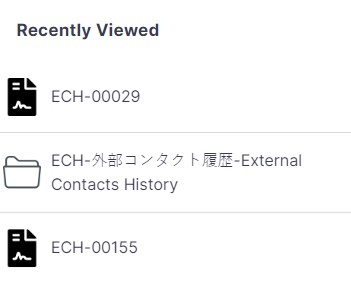 Recently Viewed
ECH-00029
ECH-外部コンタクト履歴-External
Contacts History
ECH-00155